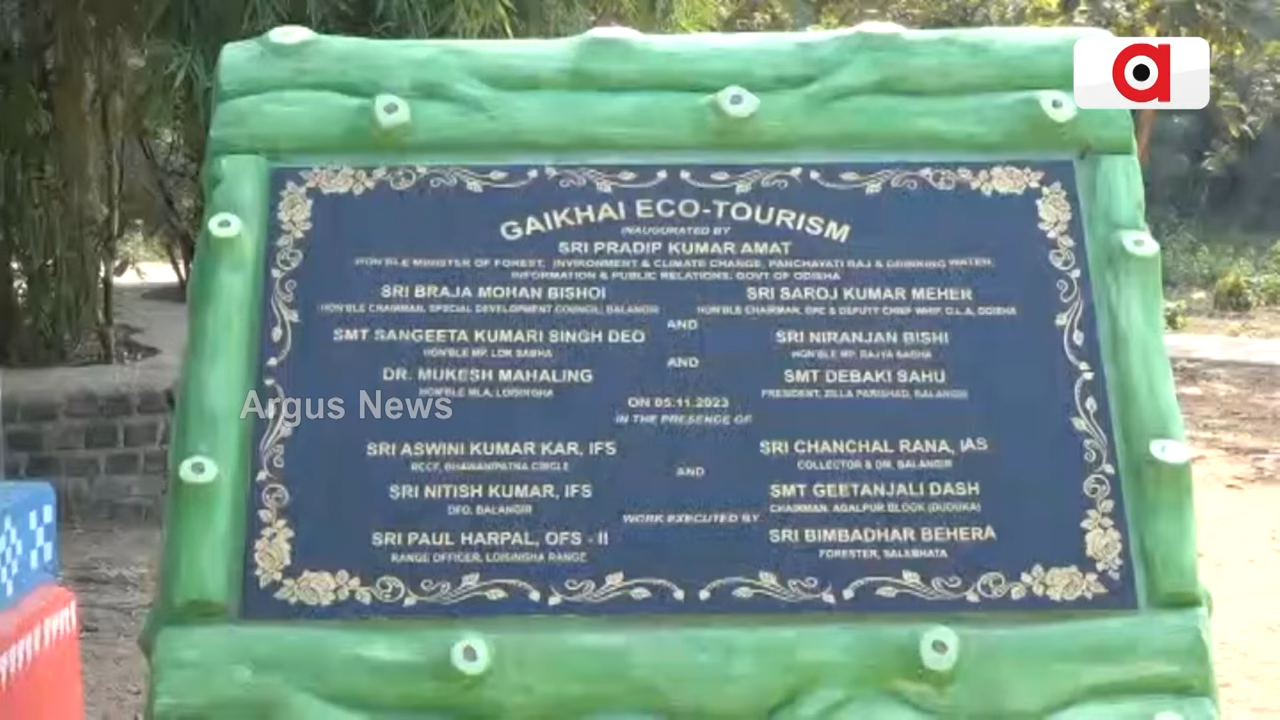 a
GAIKHAI ECO-TOURISM
INAUGURATED BY
SRI PRADIP KUMAR AMAT
HON'BLE MINISTER OF FOREST, INVIRONMENT & CLIMATE CHANGE, PANCHAYATI RAJ & DRINKING WATER,
INFORMATION & PUBLIC RELATIONS, GOVT OF ODISHA
SRI BRAJA MOHAN BISHOI
HON'BLE CHAIRMAN, SPECIAL DEVELOPMENT COUNCIL, BALANGIR
SRI SAROJ KUMAR MEHER
HON'BLE CHAIRMAN, DPC & DEPUTY CHIEF WHIP, O.L.A, ODISHA
AND
SMT SANGEETA KUMARI SINGH DEO
HON'BLE MP, LOK SABHA
SRI NIRANJAN BISHI
HON'BLE MP, RAJYA SABHA
AND
DR. MUKESH MAHALING
HON'BLE MLA, LOISINGHA
SMT DEBAKI SAHU
PRESIDENT, ZILLA PARISHAD, BALANGIR
Argus News
ON 05.11.2023
IN THE PRESENCE OF
SRI ASWINI KUMAR KAR, IFS
RCCF, BHAWANIPATNA CIRCLE
SRI CHANCHAL RANA, IAS
COLLECTOR & DM, BALANGIR
AND
SRI NITISH KUMAR, IFS
DFO, BALANGIR
SMT GEETANJALI DASH
CHAIRMAN, AGALPUR BLOCK (DUDUKA)
WORK EXECUTED BY
SRI PAUL HARPAL, OFS - II
RANGE OFFICER, LOISINGHA RANGE
SRI BIMBADHAR BEHERA
FORESTER, SALEBHATA